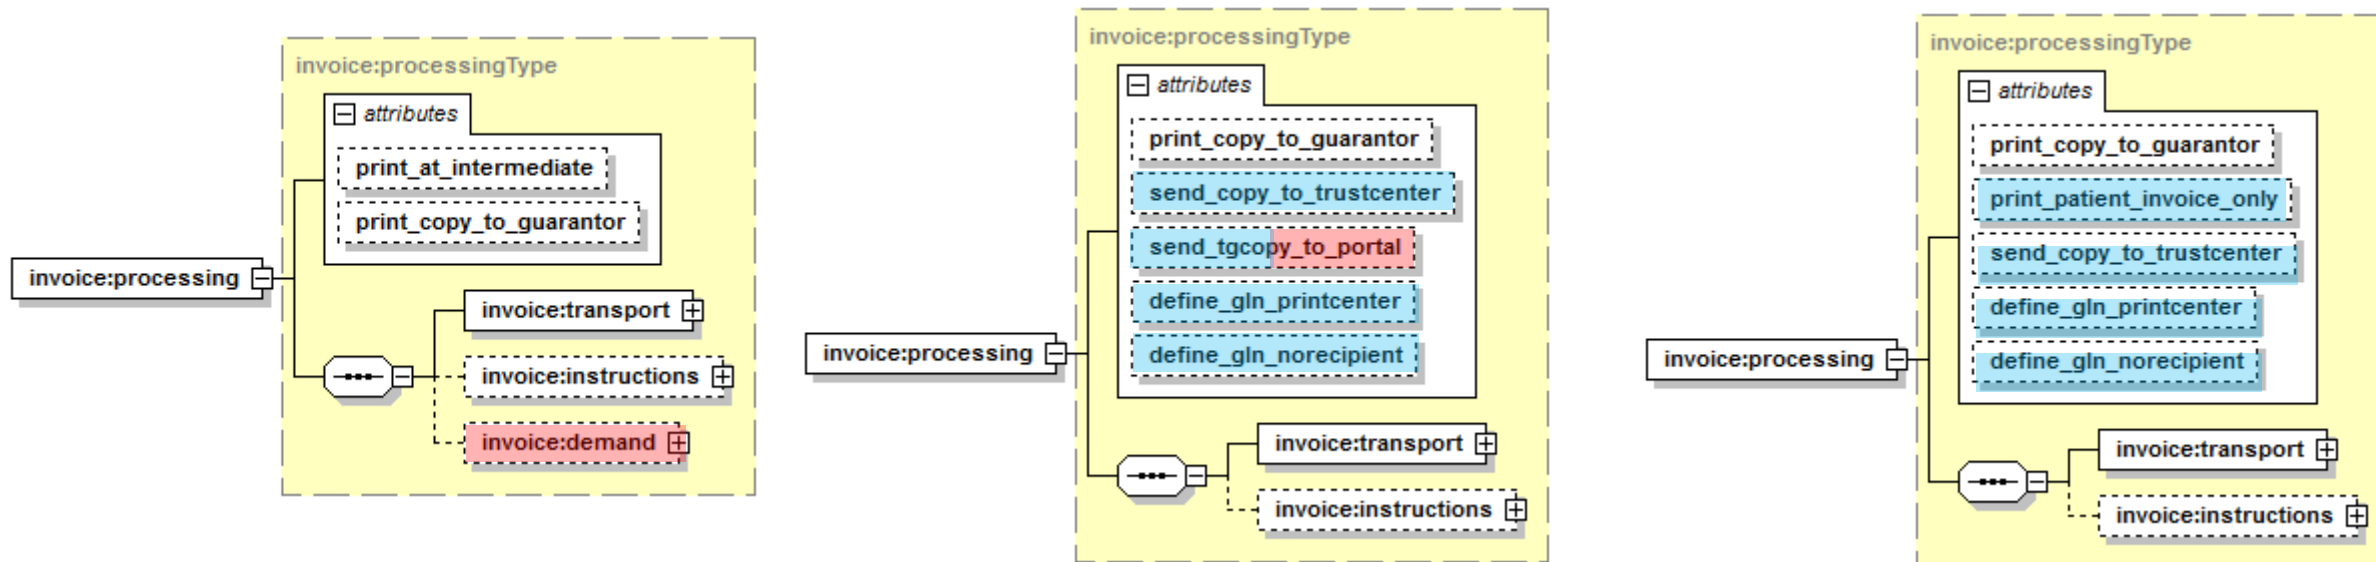 invoice:processingType
attributes
print_at_intermediate
print_copy_to_guarantor
invoice:processing
invoice:transport
invoice:instructions
invoice:demand
invoice:processingType
attributes
print_copy_to_guarantor
send_copy_to_trustcenter
send_tgcopy_to_portal
define_gln_printcenter
define_gln_norecipient
invoice:processing
invoice:transport
invoice:instructions
invoice:processingType
attributes
print_copy_to_guarantor
print_patient_invoice_only
send_copy_to_trustcenter
define_gln_printcenter
define_gln_norecipient
invoice:processing
invoice:transport
invoice:instructions